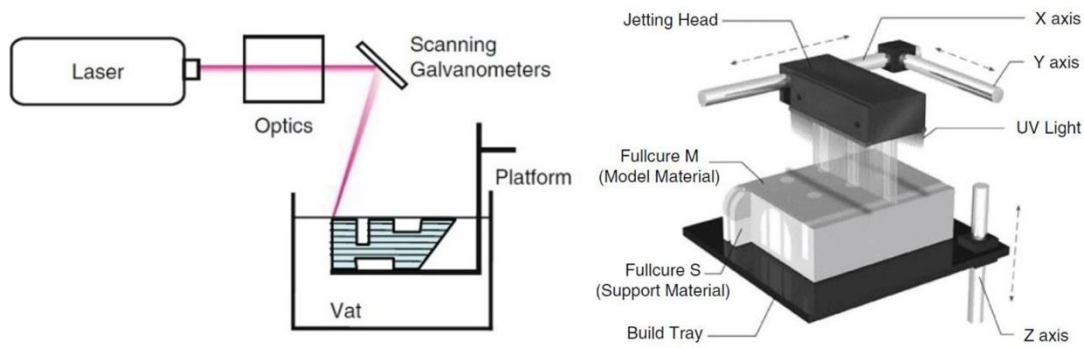 Laser
Optics
Scanning
Galvanometers
Platform
Vat
Jetting Head
X axis
Y axis
UV Light
Fullcure M
(Model Material)
Fullcure S
(Support Material)
Build Tray
Z axis